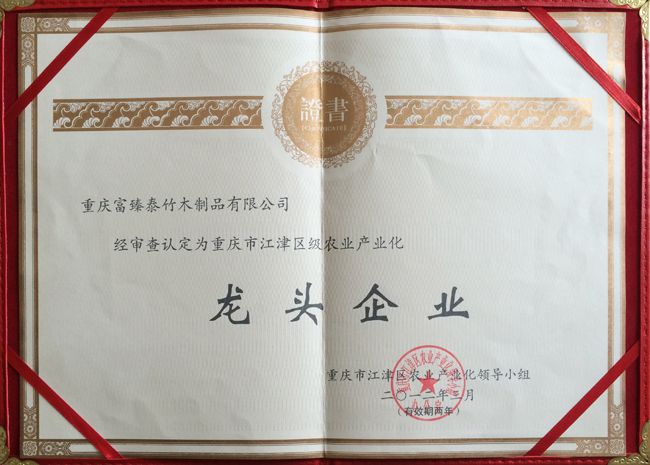 證書
CERTIFICATE
重庆富臻泰竹木制品有限公司
经审查认定为重庆市江津区级农业产业化
龙头企业
重庆市江津区农业产业化领导小组
二〇一二年三月
(有效期两年)